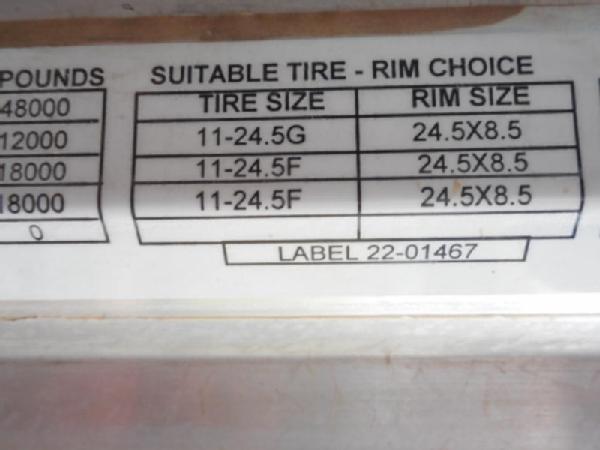 POUNDS
48000
12000
18000
18000
0
SUITABLE TIRE - RIM CHOICE
TIRE SIZE RIM SIZE
11-24.5G 24.5X8.5
11-24.5F 24.5X8.5
11-24.5F 24.5X8.5
LABEL 22-01467